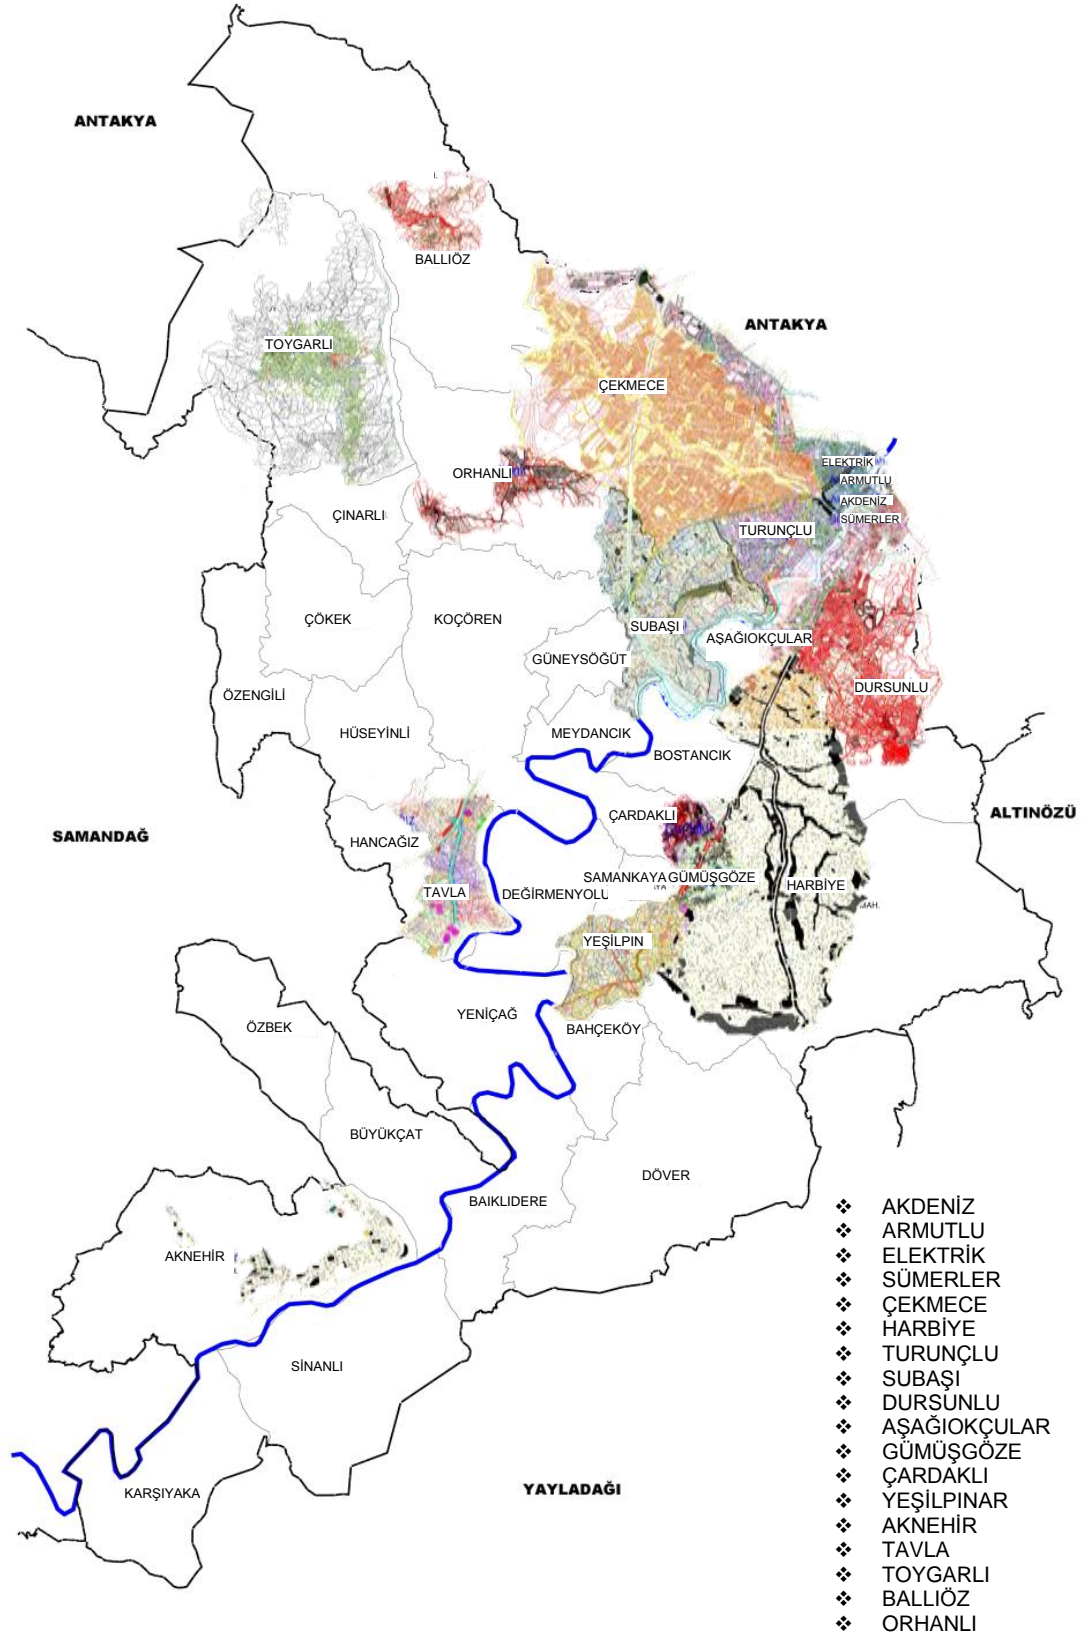 ANTAKYA
BALLIÖZ
ANTAKYA
TOYGARLI
ÇEKMECE
ELEKTRİK
ORHANLI
ARMUTLU
AKDENİZ
ÇINARLI
SÜMERLER
TURUNÇLU
ÇÖKEK
KOÇÖREN
SUBAŞI
AŞAĞIOKÇULAR
GÜNEYSÖĞÜT
ÖZENGİLİ
DURSUNLU
HÜSEYİNLİ
MEYDANCIK
BOSTANCIK
SAMANDAĞ
HANCAĞIZ
ÇARDAKLI
ALTINÖZÜ
TAVLA
DEĞİRMENYOLU
SAMANKAYA
GÜMÜŞGÖZE
HARBİYE
MAH.
YEŞİLPIN
YENİÇAĞ
BAHÇEKÖY
ÖZBEK
BÜYÜKÇAT
DÖVER
BAIKLIDERE
AKNEHİR
SİNANLI
KARŞIYAKA
YAYLADAĞI
❖ AKDENİZ
❖ ARMUTLU
❖ ELEKTRİK
❖ SÜMERLER
❖ ÇEKMECE
❖ HARBİYE
❖ TURUNÇLU
❖ SUBAŞI
❖ DURSUNLU
❖ AŞAĞIOKÇULAR
❖ GÜMÜŞGÖZE
❖ ÇARDAKLI
❖ YEŞİLPINAR
❖ AKNEHİR
❖ TAVLA
❖ TOYGARLI
❖ BALLIÖZ
❖ ORHANLI